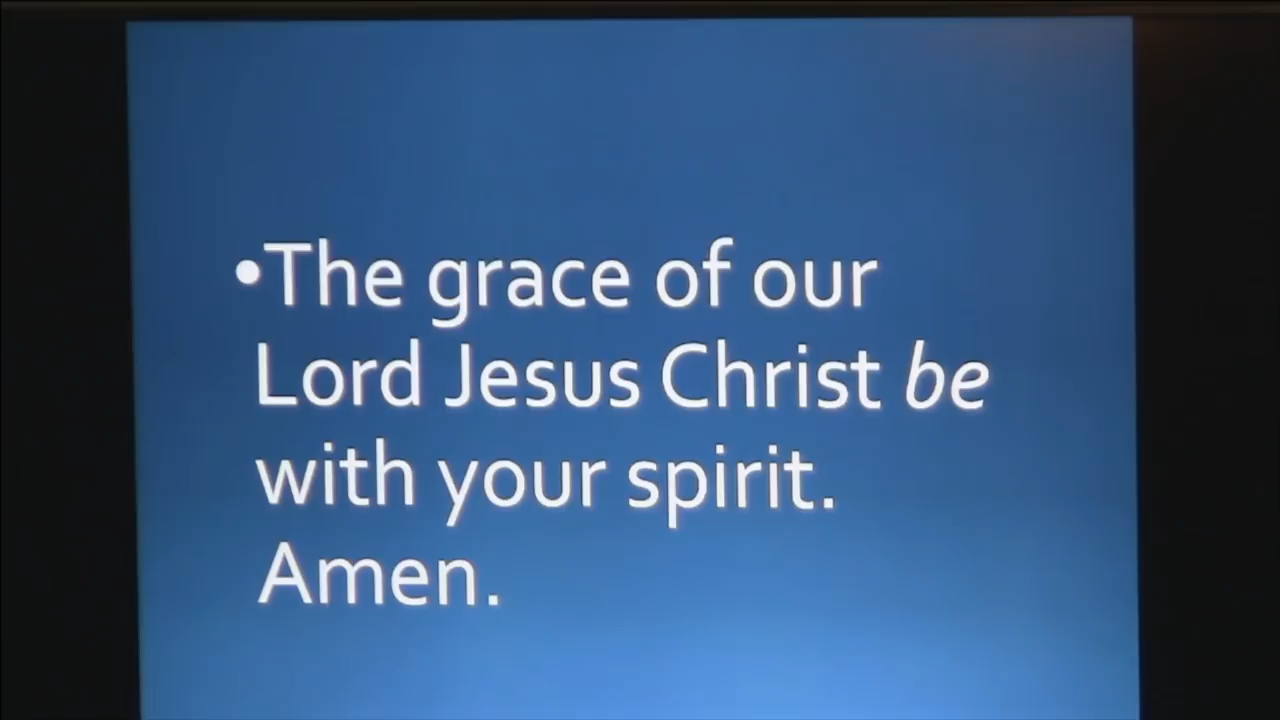 •The grace of our
Lord Jesus Christ be
with your spirit.
Amen.